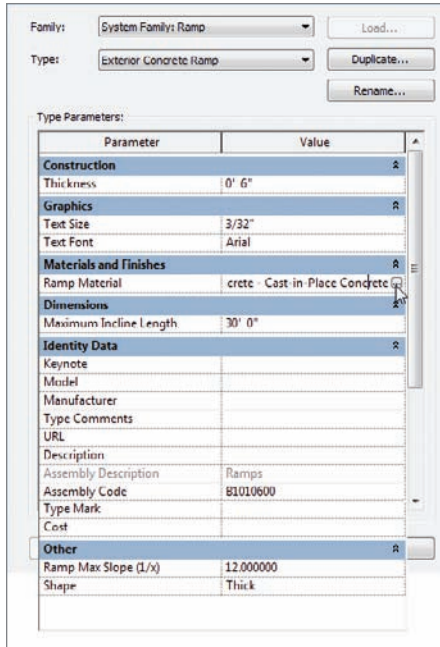 Family: System Family: Ramp Load...
Type: Exterior Concrete Ramp Duplicate...
Rename...
Type Parameters:
Parameter Value
Construction
Thickness 0' 6"
Graphics
Text Size 3/32"
Text Font Arial
Materials and Finishes
Ramp Material crete - Cast-in-Place Concrete
Dimensions
Maximum Incline Length 30' 0"
Identity Data
Keynote
Model
Manufacturer
Type Comments
URL
Description
Assembly Description Ramps
Assembly Code B1010600
Type Mark
Cost
Other
Ramp Max Slope (1/x) 12.000000
Shape Thick